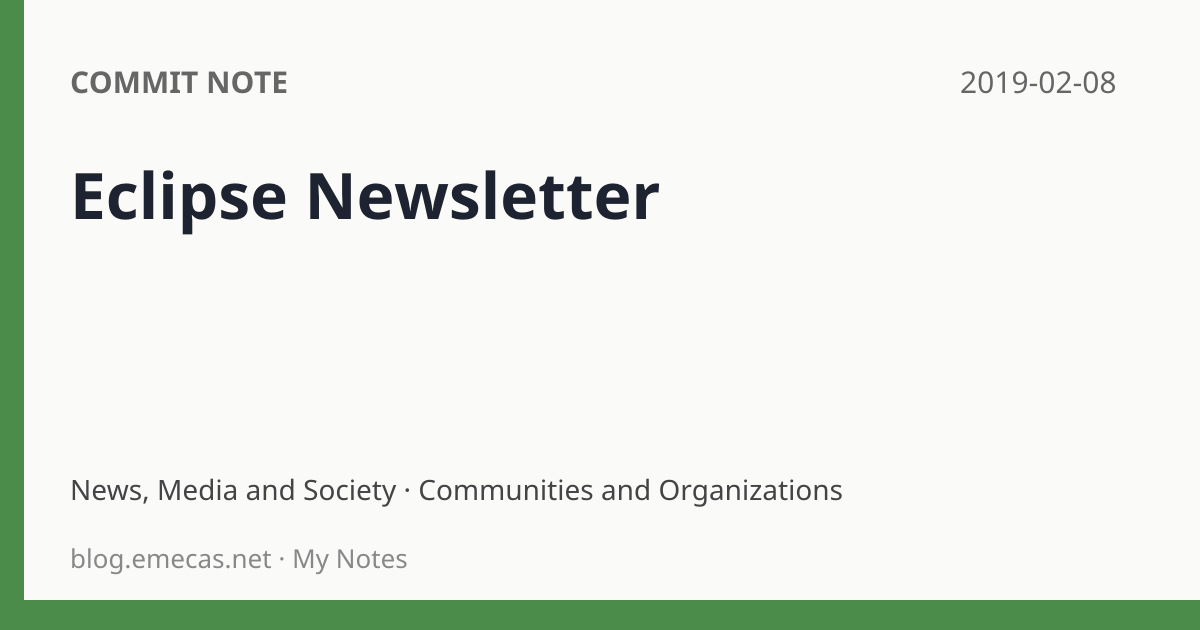 COMMIT NOTE
2019-02-08
Eclipse Newsletter
News, Media and Society · Communities and Organizations
blog.emecas.net · My Notes